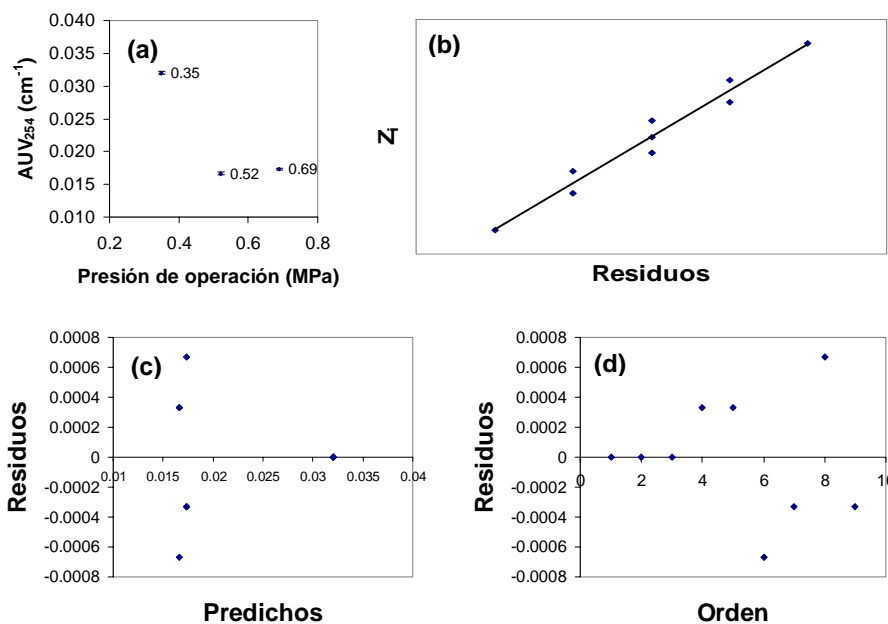 (a)
AUV254 (cm-1)
0.040
0.030
0.020
0.015
0.010
0.35
0.52
0.69
0.2 0.4 0.6 0.8
Presión de operación (MPa)
(b)
Zi
Residuos
(c)
Residuos
0.0008
0.0006
0.0004
0.0002
0
-0.0002
-0.0004
-0.0006
-0.0008
0.01 0.015 0.02 0.025 0.03 0.035 0.04
Predichos
(d)
Residuos
0.0008
0.0006
0.0004
0.0002
0
-0.0002
-0.0004
-0.0006
-0.0008
0 2 4 6 8 10
Orden